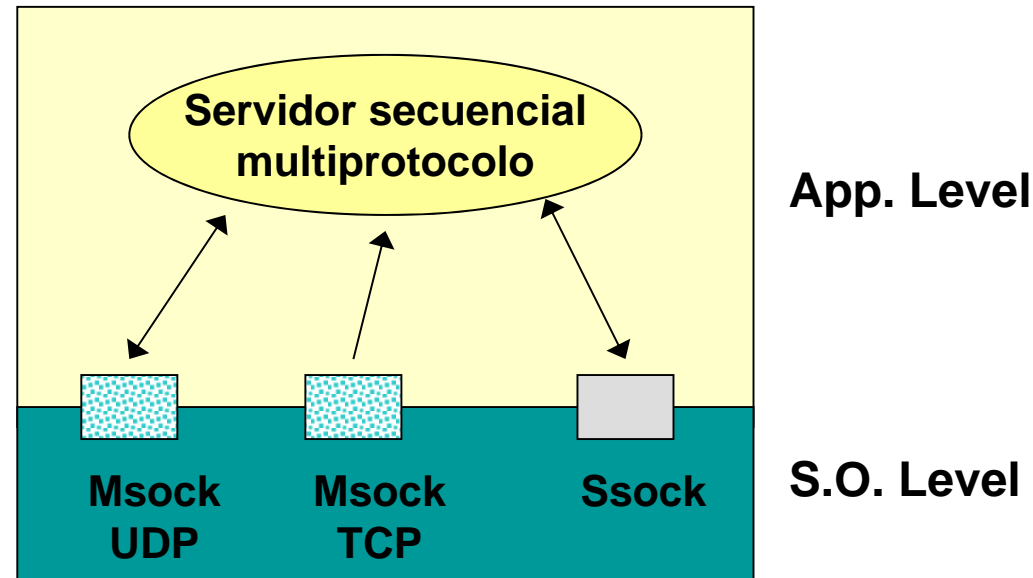 Servidor secuencial
multiprotocolo
App. Level
Msock
UDP
Msock
TCP
Ssock
S.O. Level